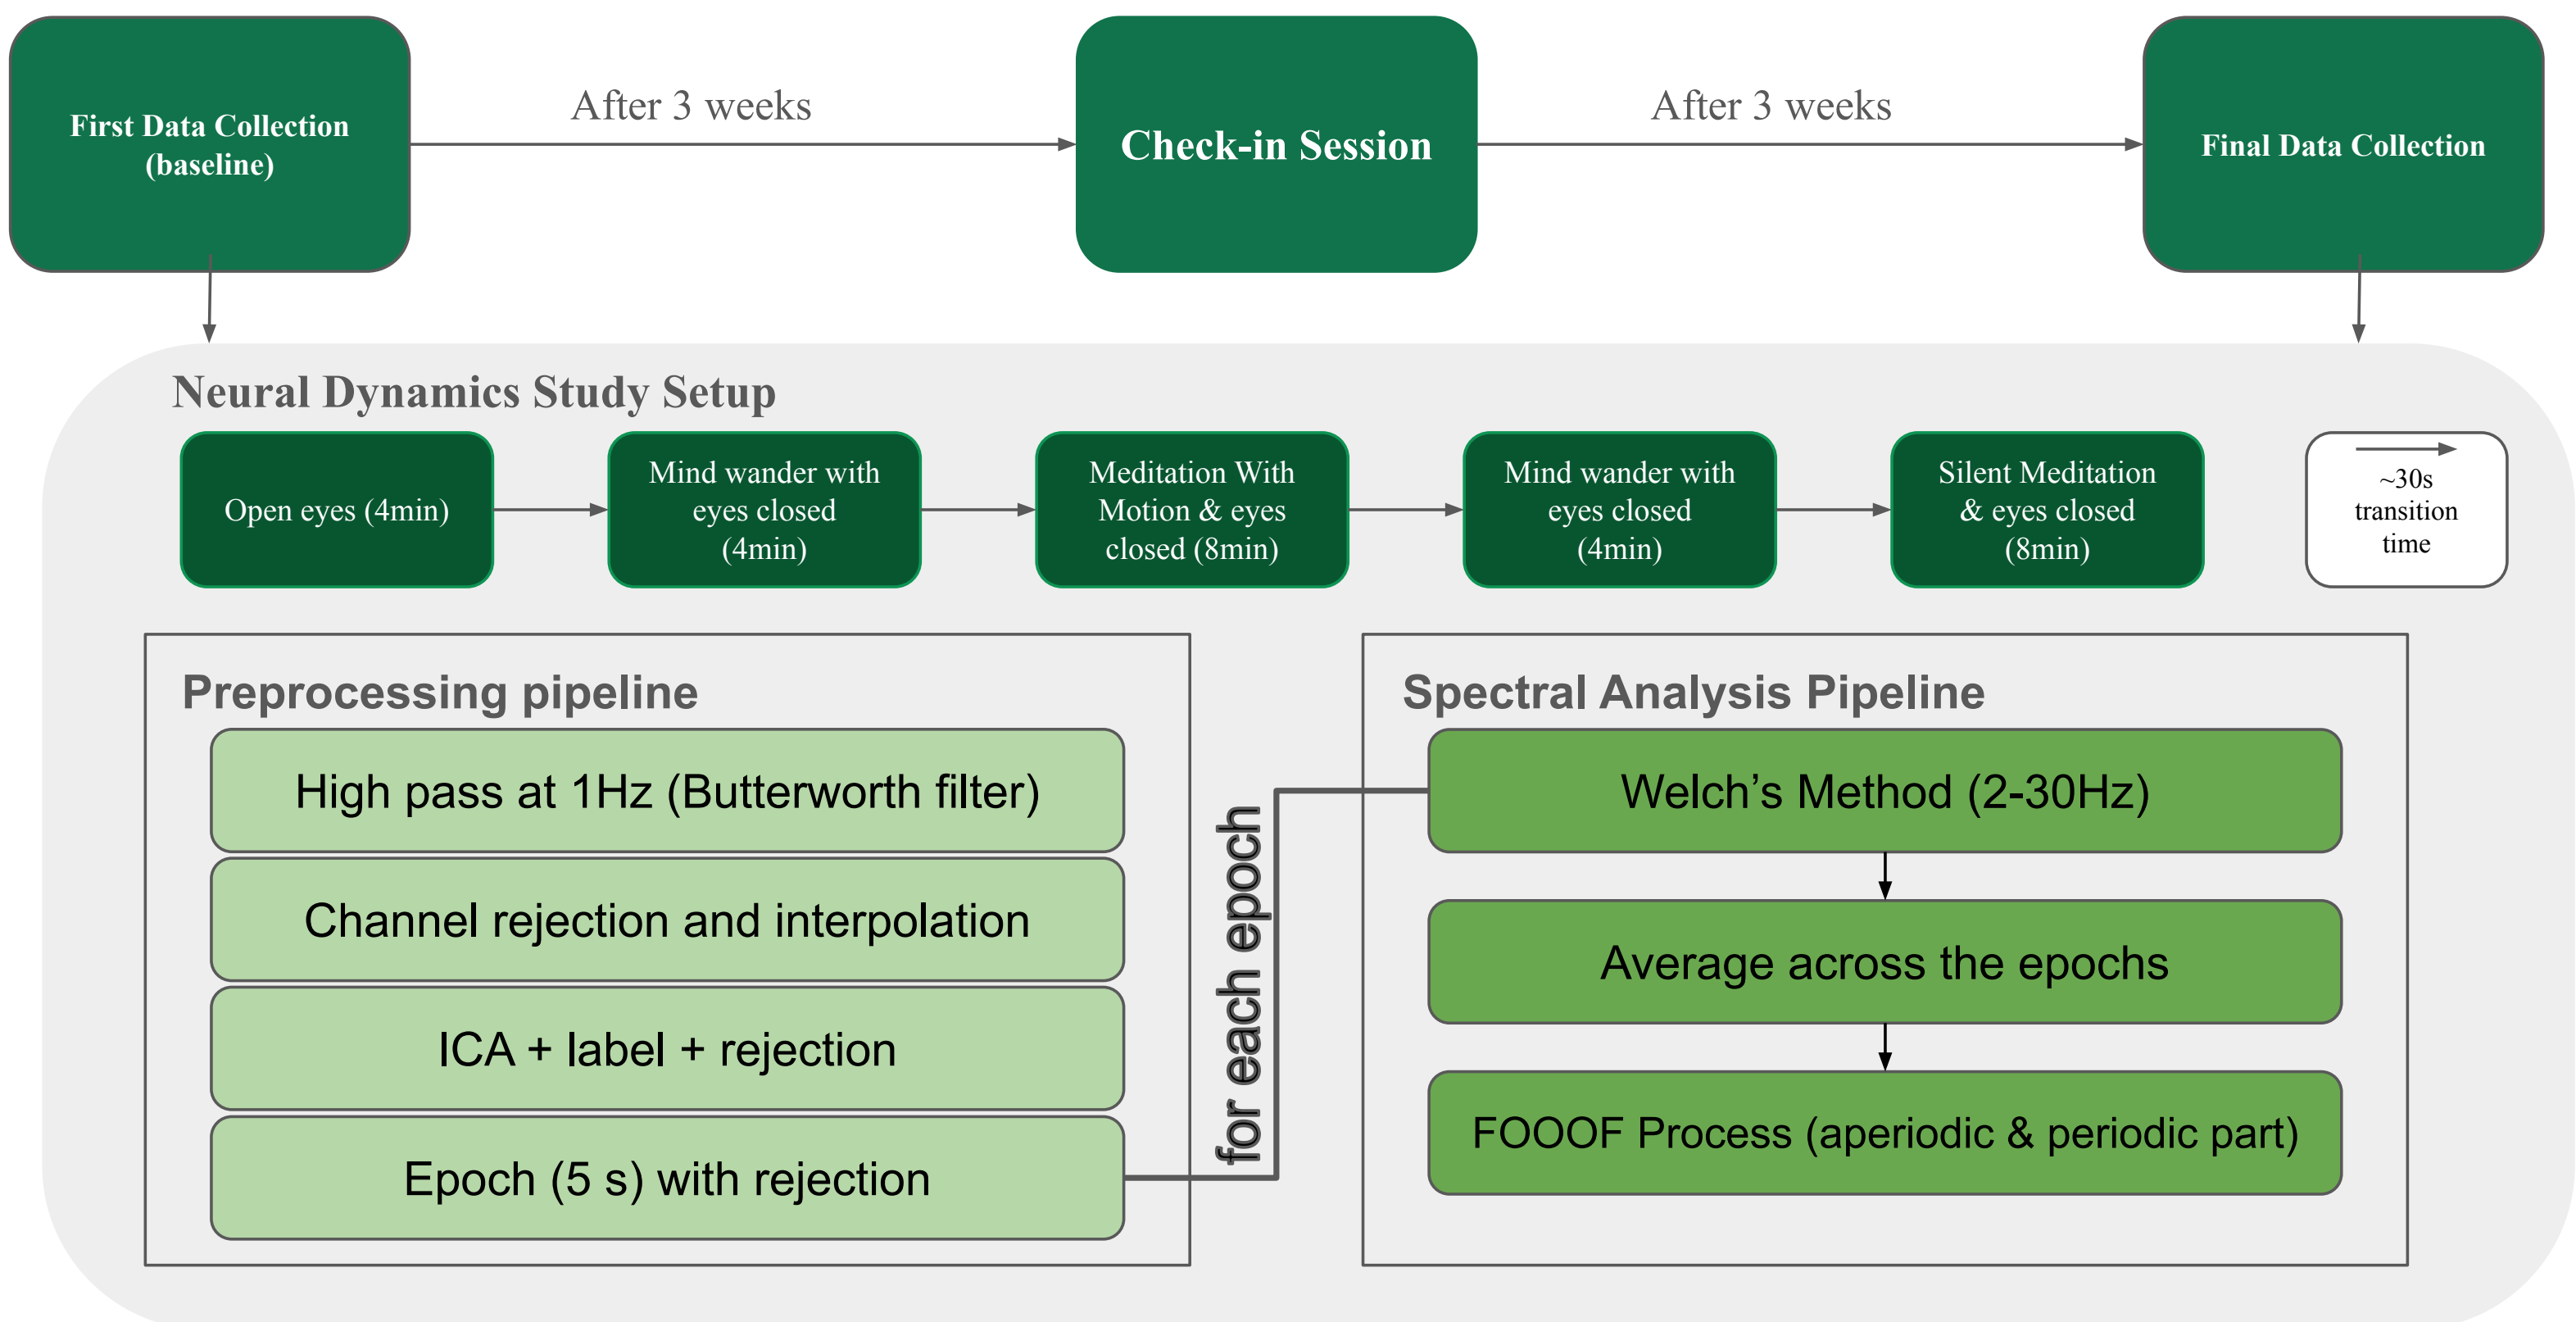 First Data Collection
(baseline)
After 3 weeks
Check-in Session
After 3 weeks
Final Data Collection
Neural Dynamics Study Setup
Open eyes (4min)
Mind wander with
eyes closed
(4min)
Meditation With
Motion & eyes
closed (8min)
Mind wander with
eyes closed
(4min)
Silent Meditation
& eyes closed
(8min)
~30s
transition
time
Preprocessing pipeline
High pass at 1Hz (Butterworth filter)
Channel rejection and interpolation
ICA + label + rejection
Epoch (5 s) with rejection
for each epoch
Spectral Analysis Pipeline
Welch’s Method (2-30Hz)
Average across the epochs
FOOOF Process (aperiodic & periodic part)